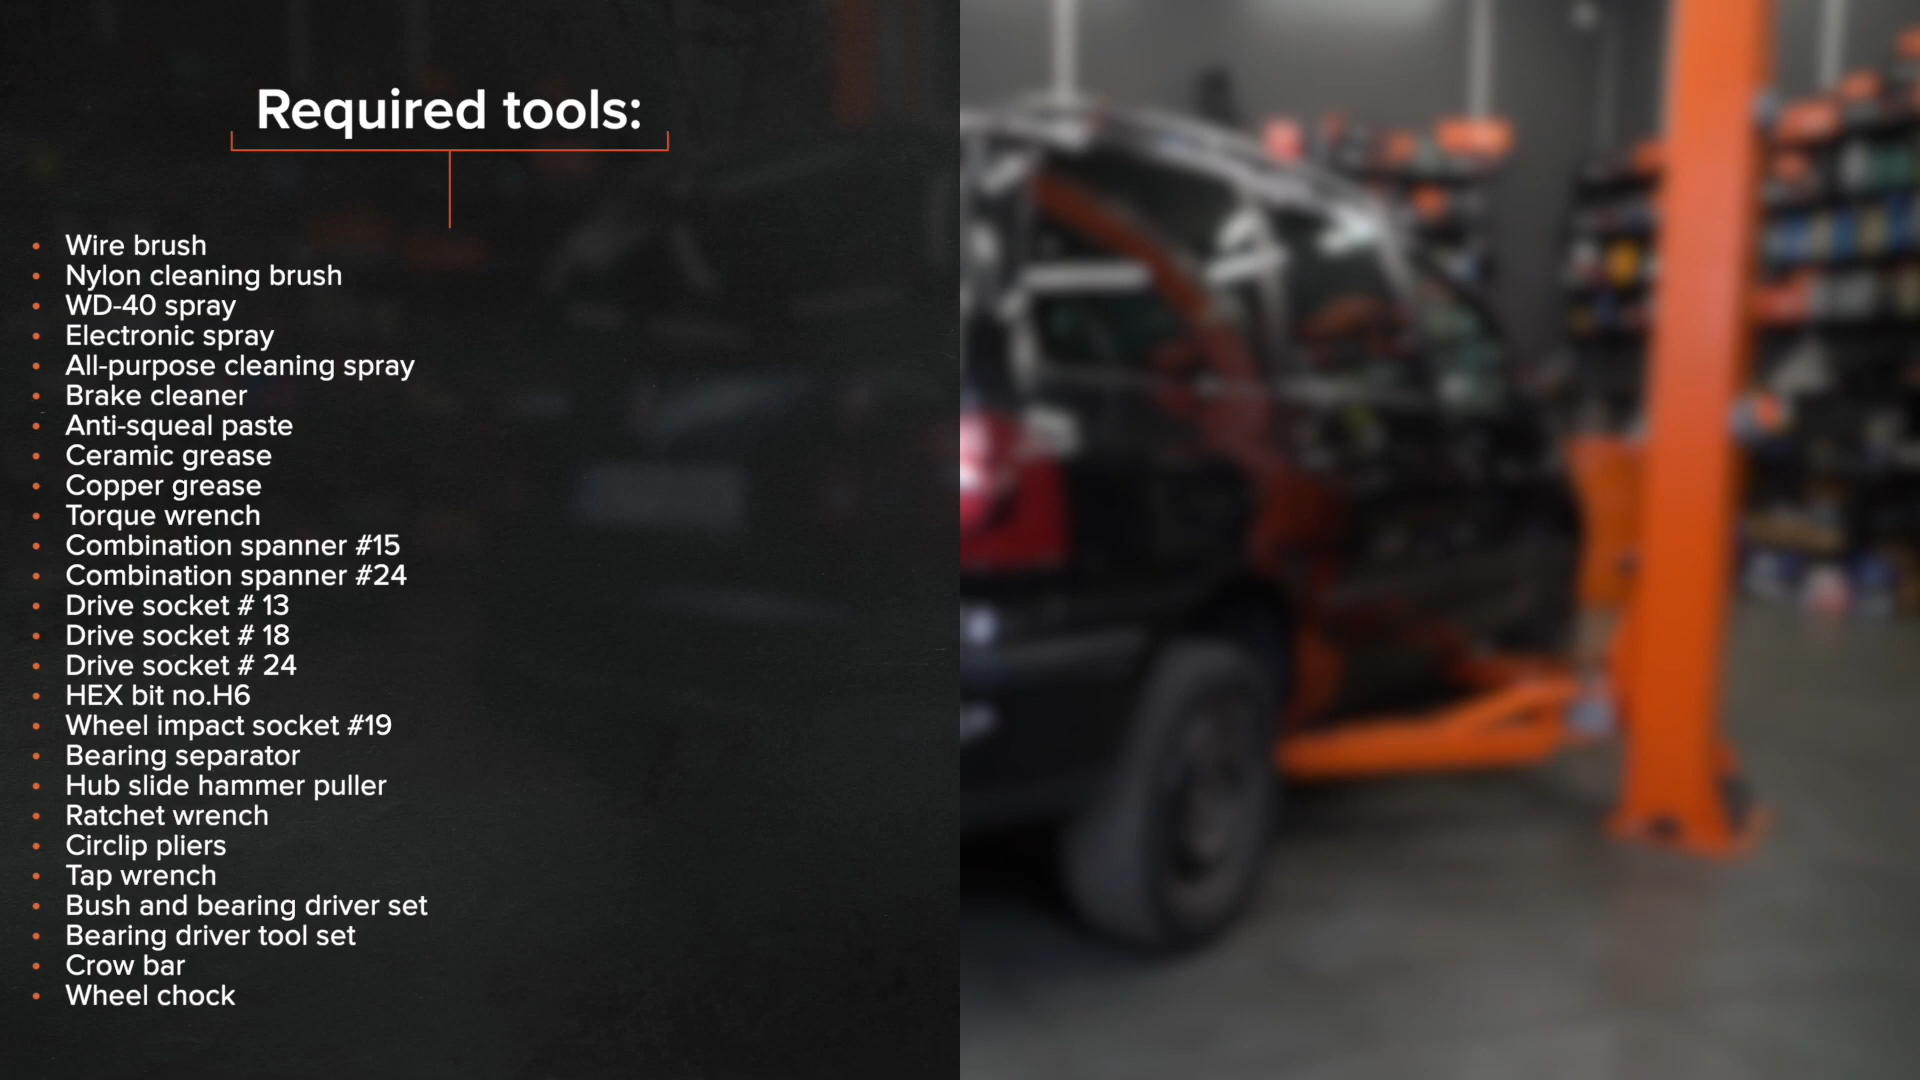 Required tools:
• Wire brush
• Nylon cleaning brush
• WD-40 spray
• Electronic spray
• All-purpose cleaning spray
• Brake cleaner
• Anti-squeal paste
• Ceramic grease
• Copper grease
• Torque wrench
• Combination spanner #15
• Combination spanner #24
• Drive socket # 13
• Drive socket # 18
• Drive socket # 24
• HEX bit no.H6
• Wheel impact socket #19
• Bearing separator
• Hub slide hammer puller
• Ratchet wrench
• Circlip pliers
• Tap wrench
• Bush and bearing driver set
• Bearing driver tool set
• Crow bar
• Wheel chock